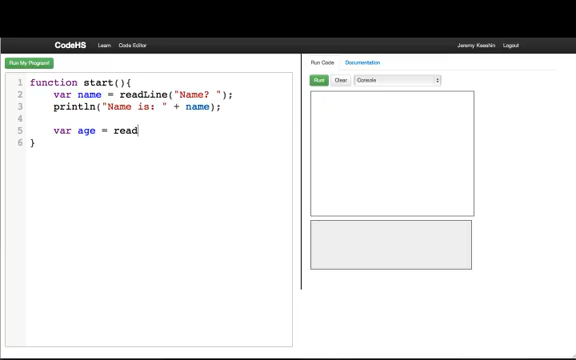 CodeHS Learn Code Editor Jeremy Keeshin Logout
Run My Program!
Run Code Documentation
Run! Clear Console
1 function start(){
2 var name = readLine("Name? ");
3 println("Name is: " + name);
4
5 var age = read
6 }